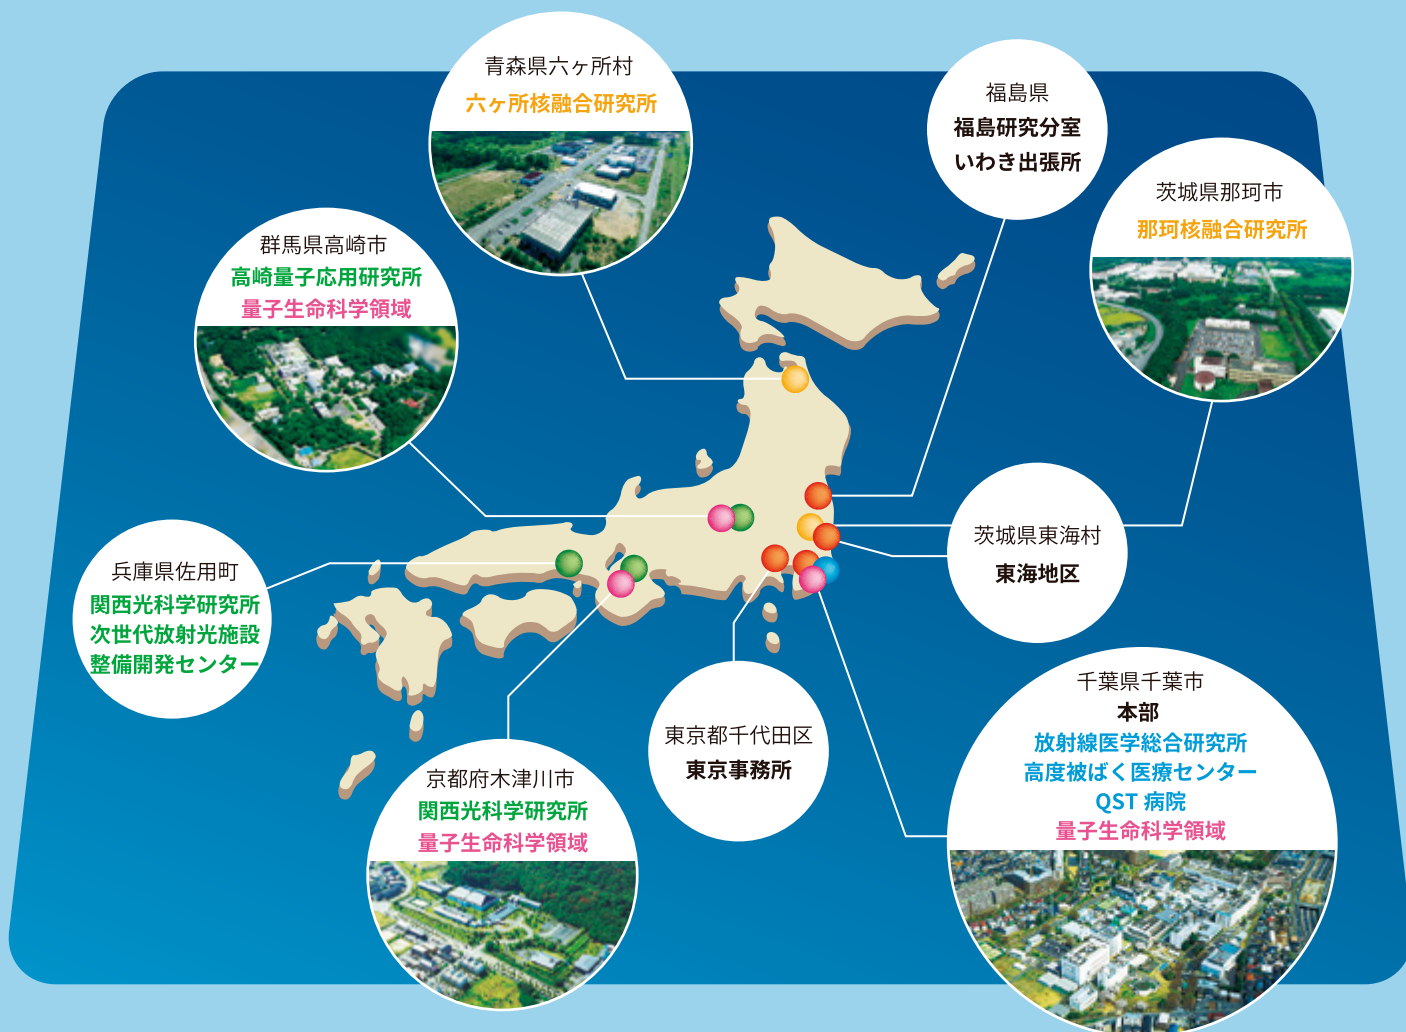 青森県六ヶ所村
六ヶ所核融合研究所
福島県
福島研究分室
いわき出張所
茨城県那珂市
那珂核融合研究所
群馬県高崎市
高崎量子応用研究所
量子生命科学領域
茨城県東海村
東海地区
兵庫県佐用町
関西光科学研究所
次世代放射光施設
整備開発センター
千葉県千葉市
本部
放射線医学総合研究所
高度被ばく医療センター
QST 病院
量子生命科学領域
東京都千代田区
東京事務所
京都府木津川市
関西光科学研究所
量子生命科学領域